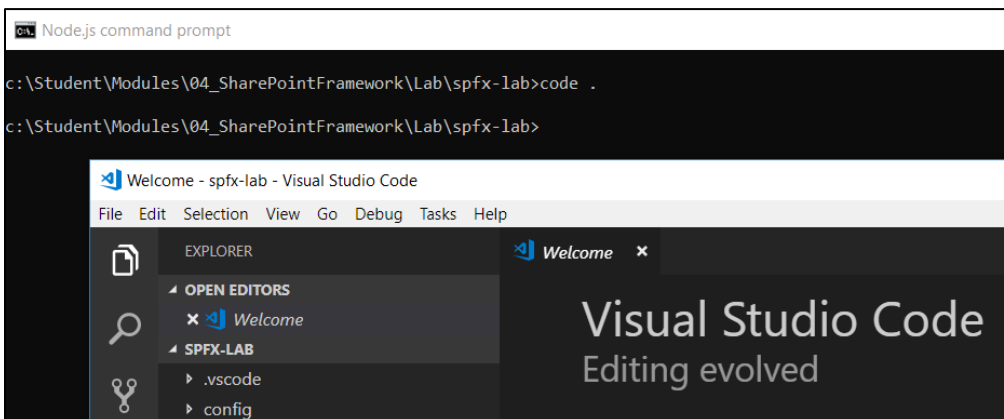 Node.js command prompt
c:\Student\Modules\04_SharePointFramework\Lab\spfx-lab>code .
c:\Student\Modules\04_SharePointFramework\Lab\spfx-lab>
Welcome - spfx-lab - Visual Studio Code
File Edit Selection View Go Debug Tasks Help
EXPLORER
Welcome
OPEN EDITORS
Welcome
SPFX-LAB
.vscode
config
Visual Studio Code
Editing evolved